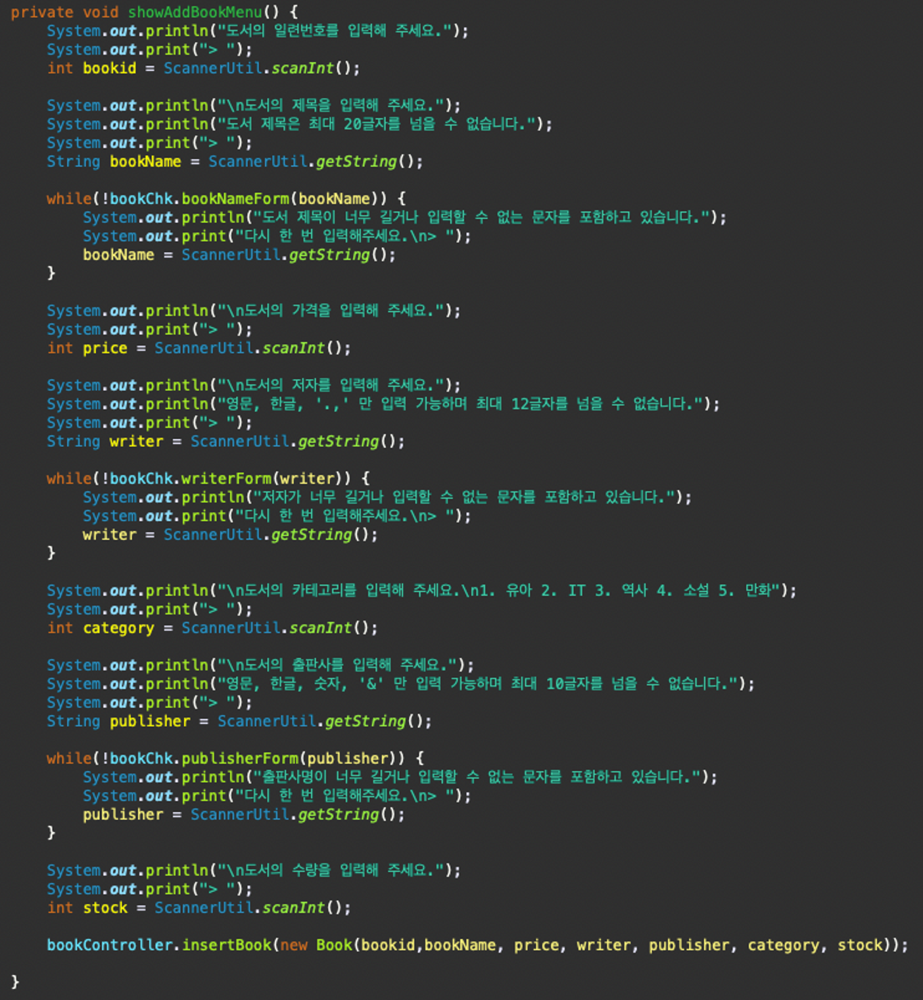 private void showAddBookMenu() {
    System.out.println("도서의 일련번호를 입력해 주세요.");
    System.out.print("> ");
    int bookid = ScannerUtil.scanInt();

    System.out.println("\n도서의 제목을 입력해 주세요.");
    System.out.println("도서 제목은 최대 20글자를 넘을 수 없습니다.");
    System.out.print("> ");
    String bookName = ScannerUtil.getString();

    while(!bookChk.bookNameForm(bookName)) {
        System.out.println("도서 제목이 너무 길거나 입력할 수 없는 문자를 포함하고 있습니다.");
        System.out.print("다시 한 번 입력해주세요.\n> ");
        bookName = ScannerUtil.getString();
    }

    System.out.println("\n도서의 가격을 입력해 주세요.");
    System.out.print("> ");
    int price = ScannerUtil.scanInt();

    System.out.println("\n도서의 저자를 입력해 주세요.");
    System.out.println("영문, 한글, '.,' 만 입력 가능하며 최대 12글자를 넘을 수 없습니다.");
    System.out.print("> ");
    String writer = ScannerUtil.getString();

    while(!bookChk.writerForm(writer)) {
        System.out.println("저자가 너무 길거나 입력할 수 없는 문자를 포함하고 있습니다.");
        System.out.print("다시 한 번 입력해주세요.\n> ");
        writer = ScannerUtil.getString();
    }

    System.out.println("\n도서의 카테고리를 입력해 주세요.\n1. 유아 2. IT 3. 역사 4. 소설 5. 만화");
    System.out.print("> ");
    int category = ScannerUtil.scanInt();

    System.out.println("\n도서의 출판사를 입력해 주세요.");
    System.out.println("영문, 한글, 숫자, '&' 만 입력 가능하며 최대 10글자를 넘을 수 없습니다.");
    System.out.print("> ");
    String publisher = ScannerUtil.getString();

    while(!bookChk.publisherForm(publisher)) {
        System.out.println("출판사명이 너무 길거나 입력할 수 없는 문자를 포함하고 있습니다.");
        System.out.print("다시 한 번 입력해주세요.\n> ");
        publisher = ScannerUtil.getString();
    }

    System.out.println("\n도서의 수량을 입력해 주세요.");
    System.out.print("> ");
    int stock = ScannerUtil.scanInt();

    bookController.insertBook(new Book(bookid,bookName, price, writer, publisher, category, stock));

}